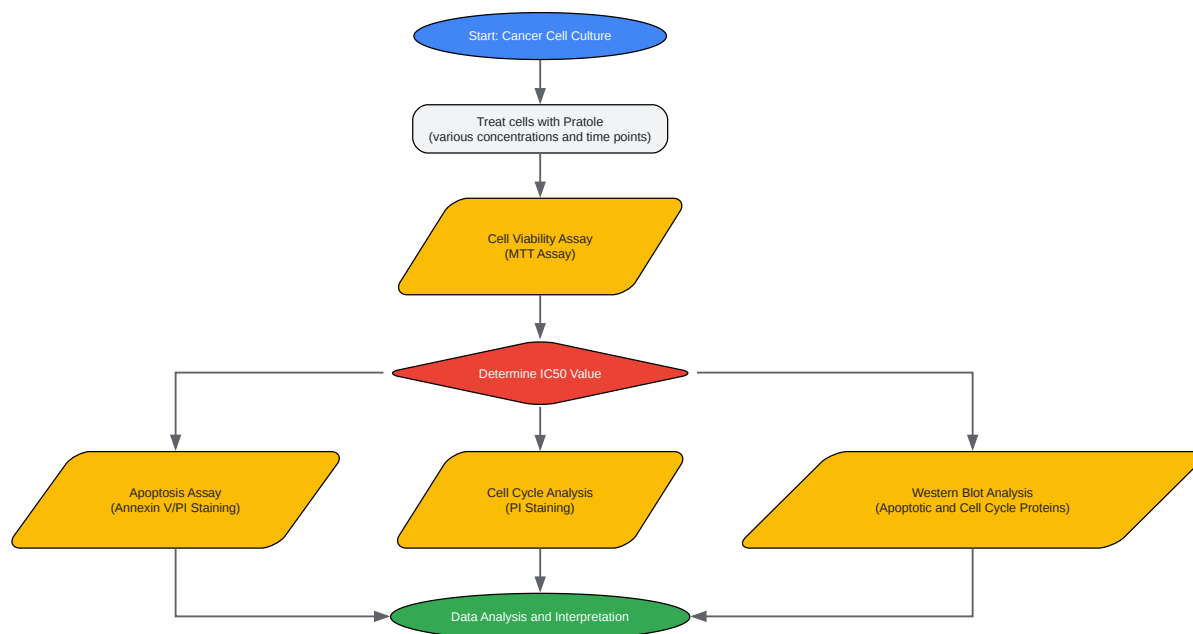 Start: Cancer Cell Culture
Treat cells with Pratole
(various concentrations and time points)
Cell Viability Assay
(MTT Assay)
Determine IC50 Value
Apoptosis Assay
(Annexin V/PI Staining)
Cell Cycle Analysis
(PI Staining)
Western Blot Analysis
(Apoptotic and Cell Cycle Proteins)
Data Analysis and Interpretation